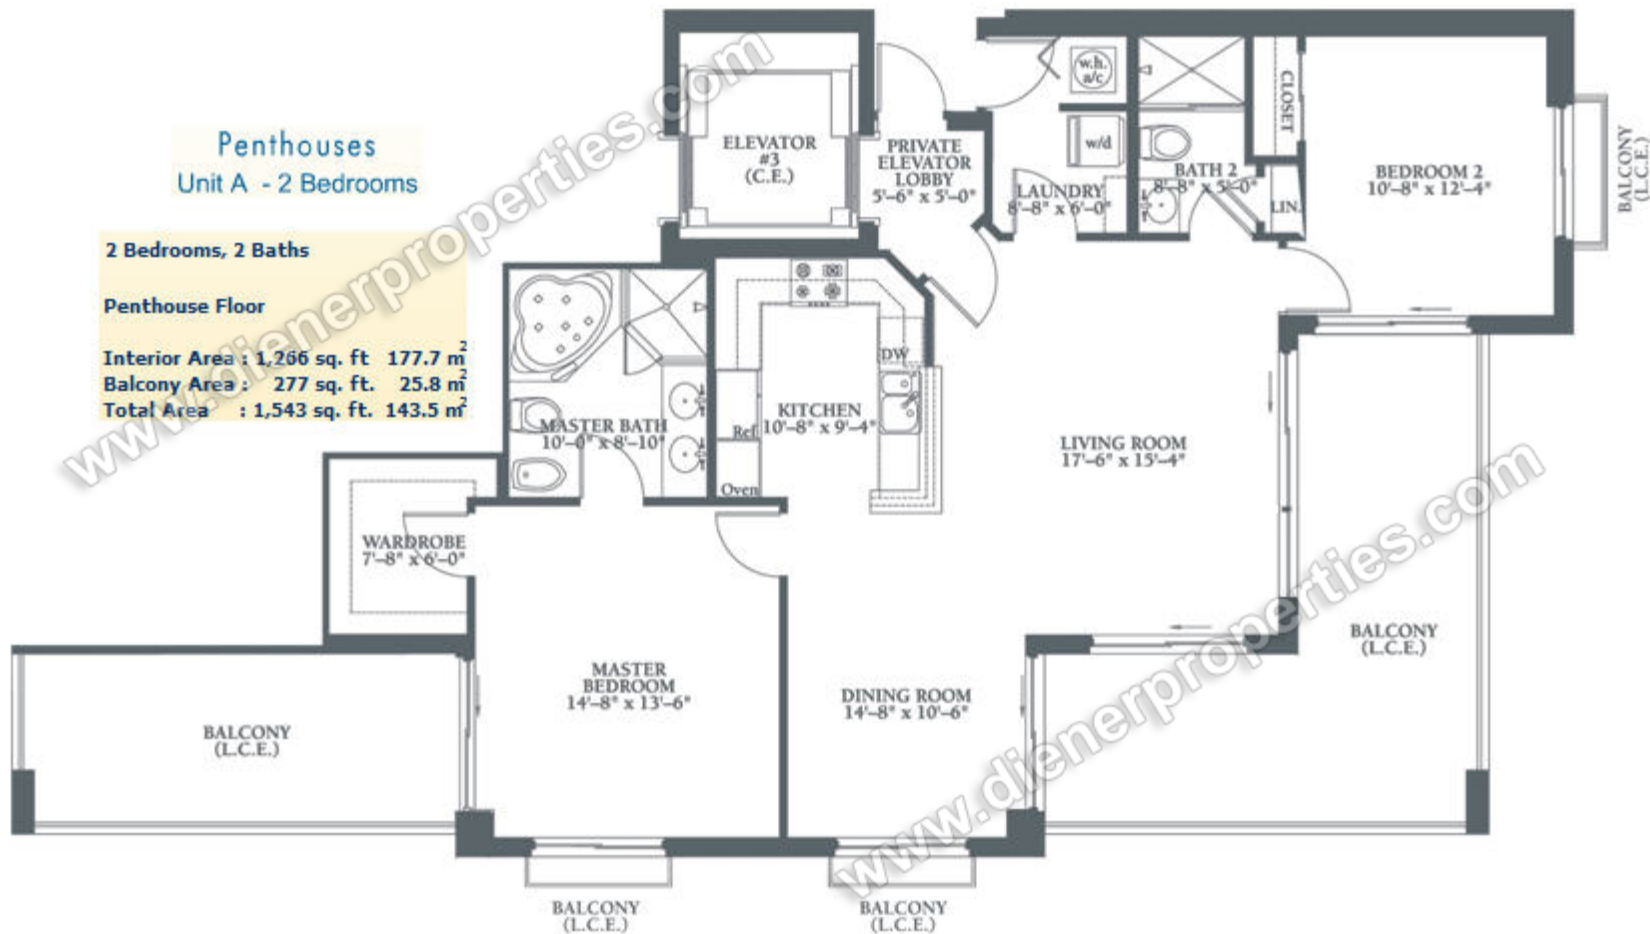 Penthouses
Unit A - 2 Bedrooms
2 Bedrooms, 2 Baths
Penthouse Floor
Interior Area : 1,266 sq. ft 177.7 m2
Balcony Area : 277 sq. ft. 25.8 m2
Total Area : 1,543 sq. ft. 143.5 m2
ELEVATOR
#3
(C.E.)
PRIVATE
ELEVATOR
LOBBY
5'-6" x 5'-0"
w.h.
a/c
w/d
LAUNDRY
8'-8" x 6'-0"
BATH 2
8'-8" x 5'-0"
CLOSET
LIN.
BEDROOM 2
10'-8" x 12'-4"
BALCONY
(L.C.E.)
MASTER BATH
10'-0" x 8'-10"
DW
KITCHEN
10'-8" x 9'-4"
Ref
Oven
LIVING ROOM
17'-6" x 15'-4"
WARDROBE
7'-8" x 6'-0"
BALCONY
(L.C.E.)
MASTER
BEDROOM
14'-8" x 13'-6"
DINING ROOM
14'-8" x 10'-6"
BALCONY
(L.C.E.)
BALCONY
(L.C.E.)
BALCONY
(L.C.E.)
www.dienerproperties.com
www.dienerproperties.com